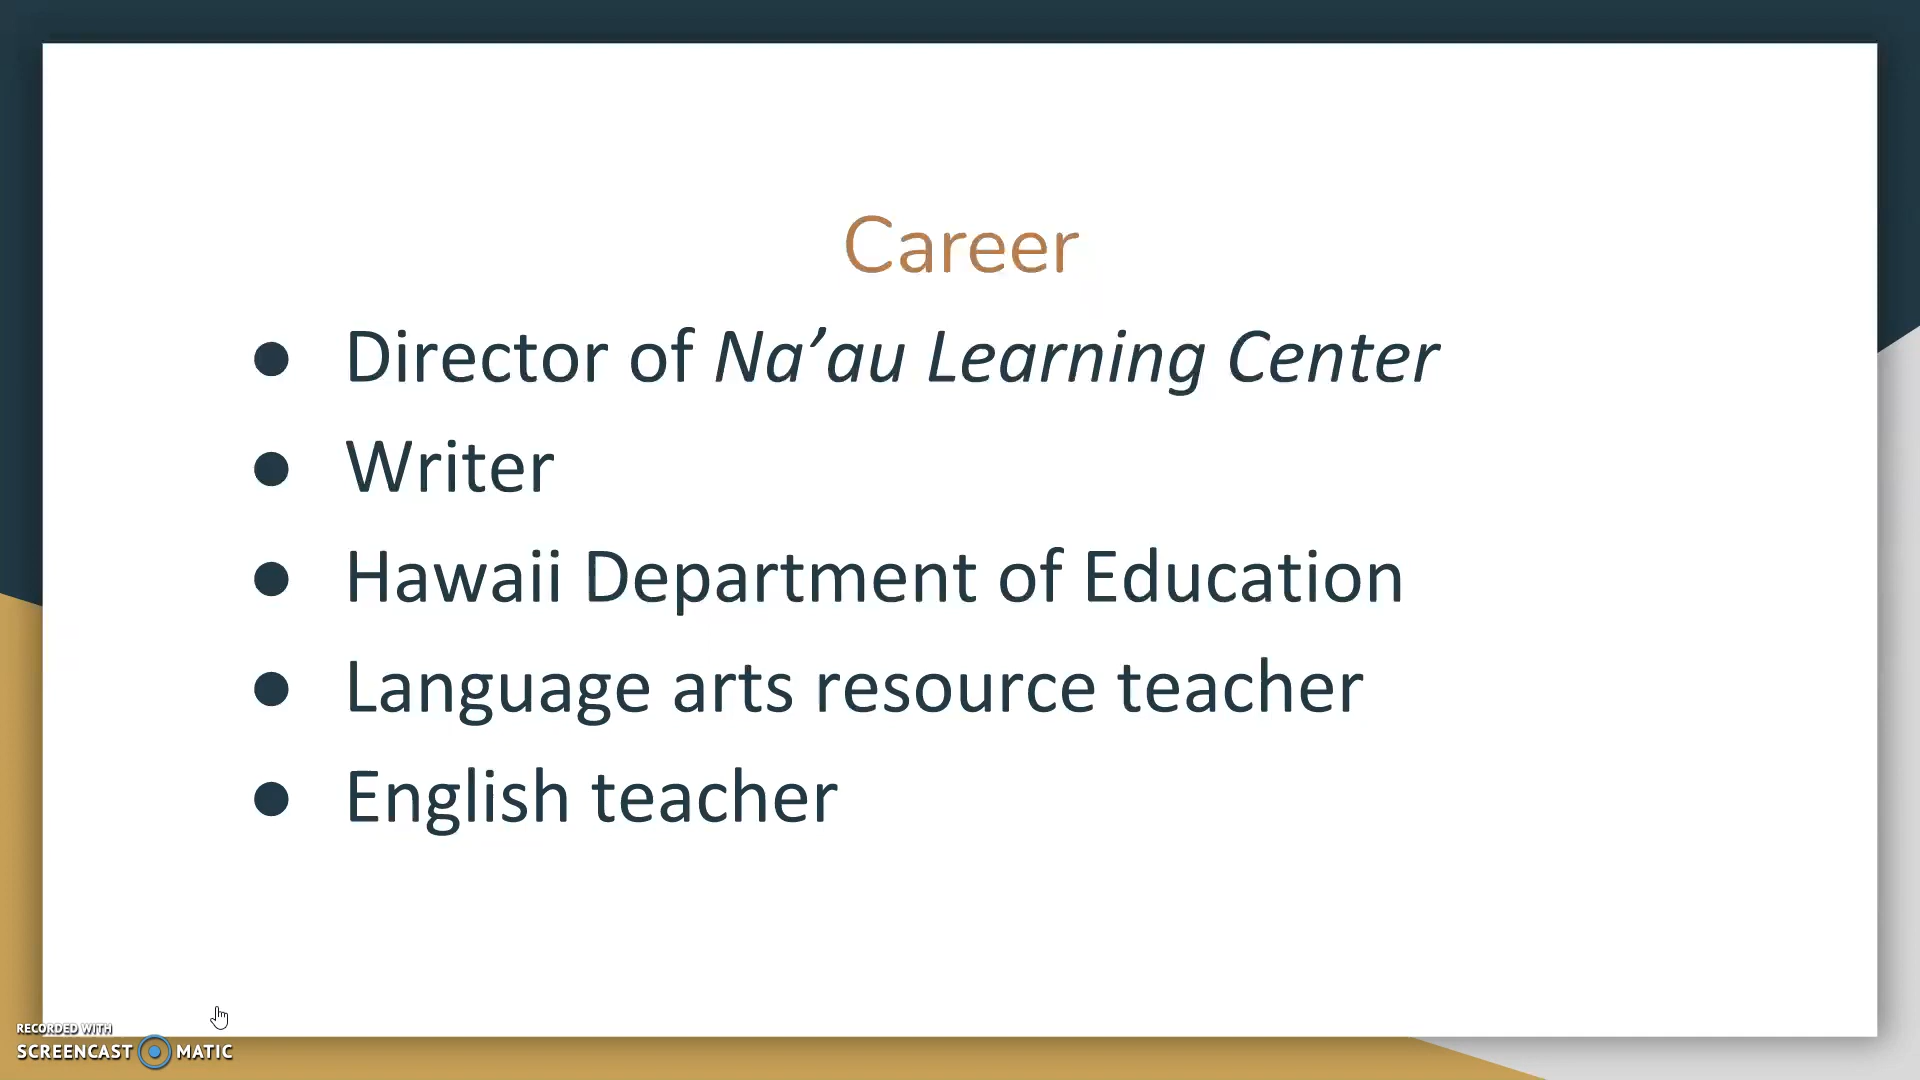 Career
● Director of Na’au Learning Center
● Writer
● Hawaii Department of Education
● Language arts resource teacher
● English teacher
RECORDED WITH
SCREENCAST MATIC